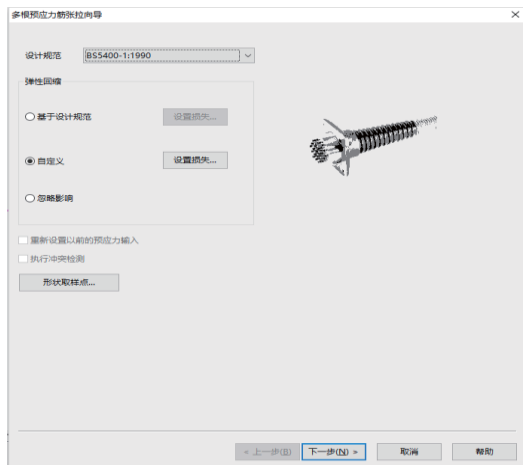 多根预应力筋张拉向导
设计规范 BS5400-1:1990
弹性回缩
基于设计规范 设置损失...
自定义 设置损失...
忽略影响
重新设置以前的预应力输入
执行冲突检测
形状取样点...
« 上一步(B) 下一步(N) » 取消 帮助